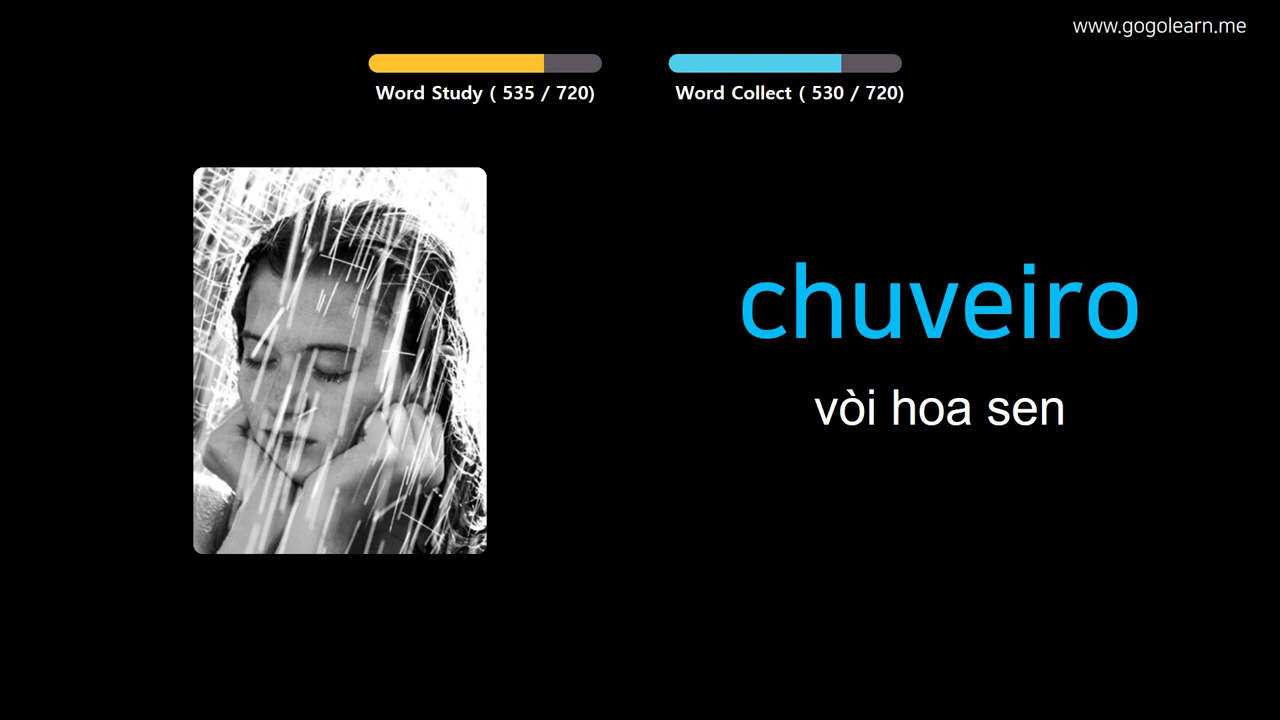 www.gogolearn.me
Word Study ( 535 / 720)
Word Collect ( 530 / 720)
chuveiro
vòi hoa sen